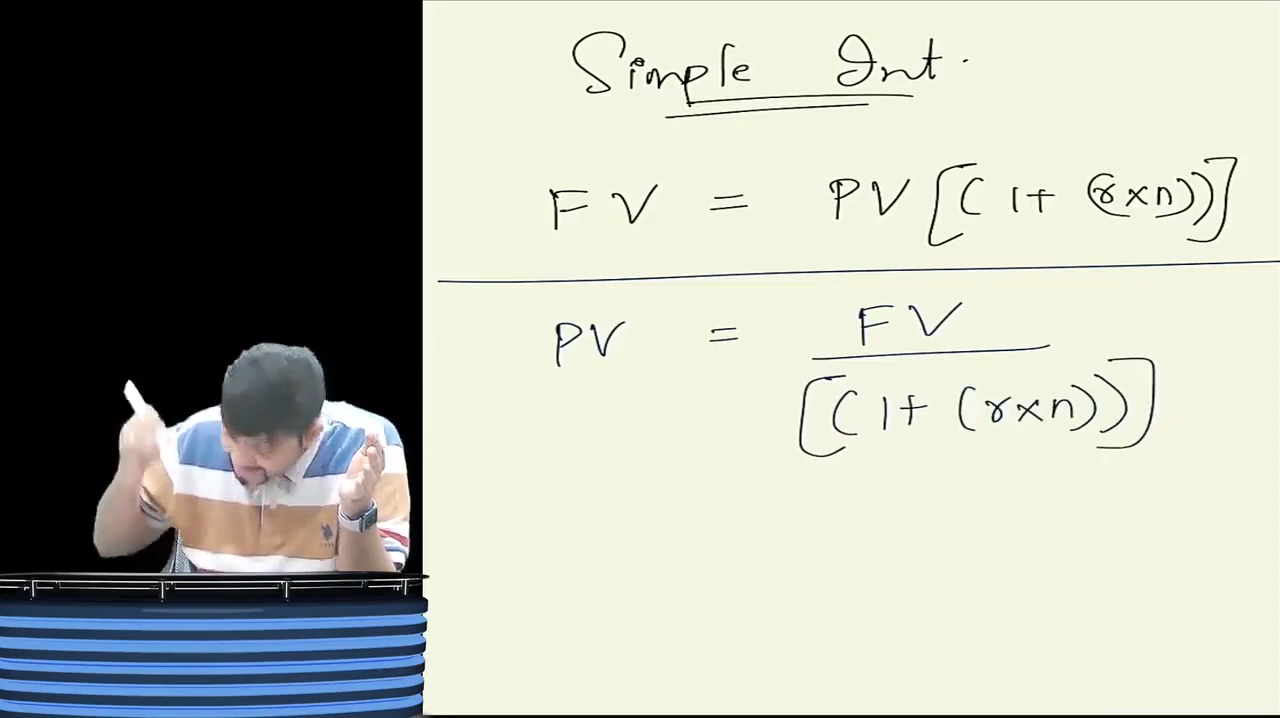 Simple Int.
FV = PV [(1+ (r×n))]
PV = FV
[(1+ (r×n))]